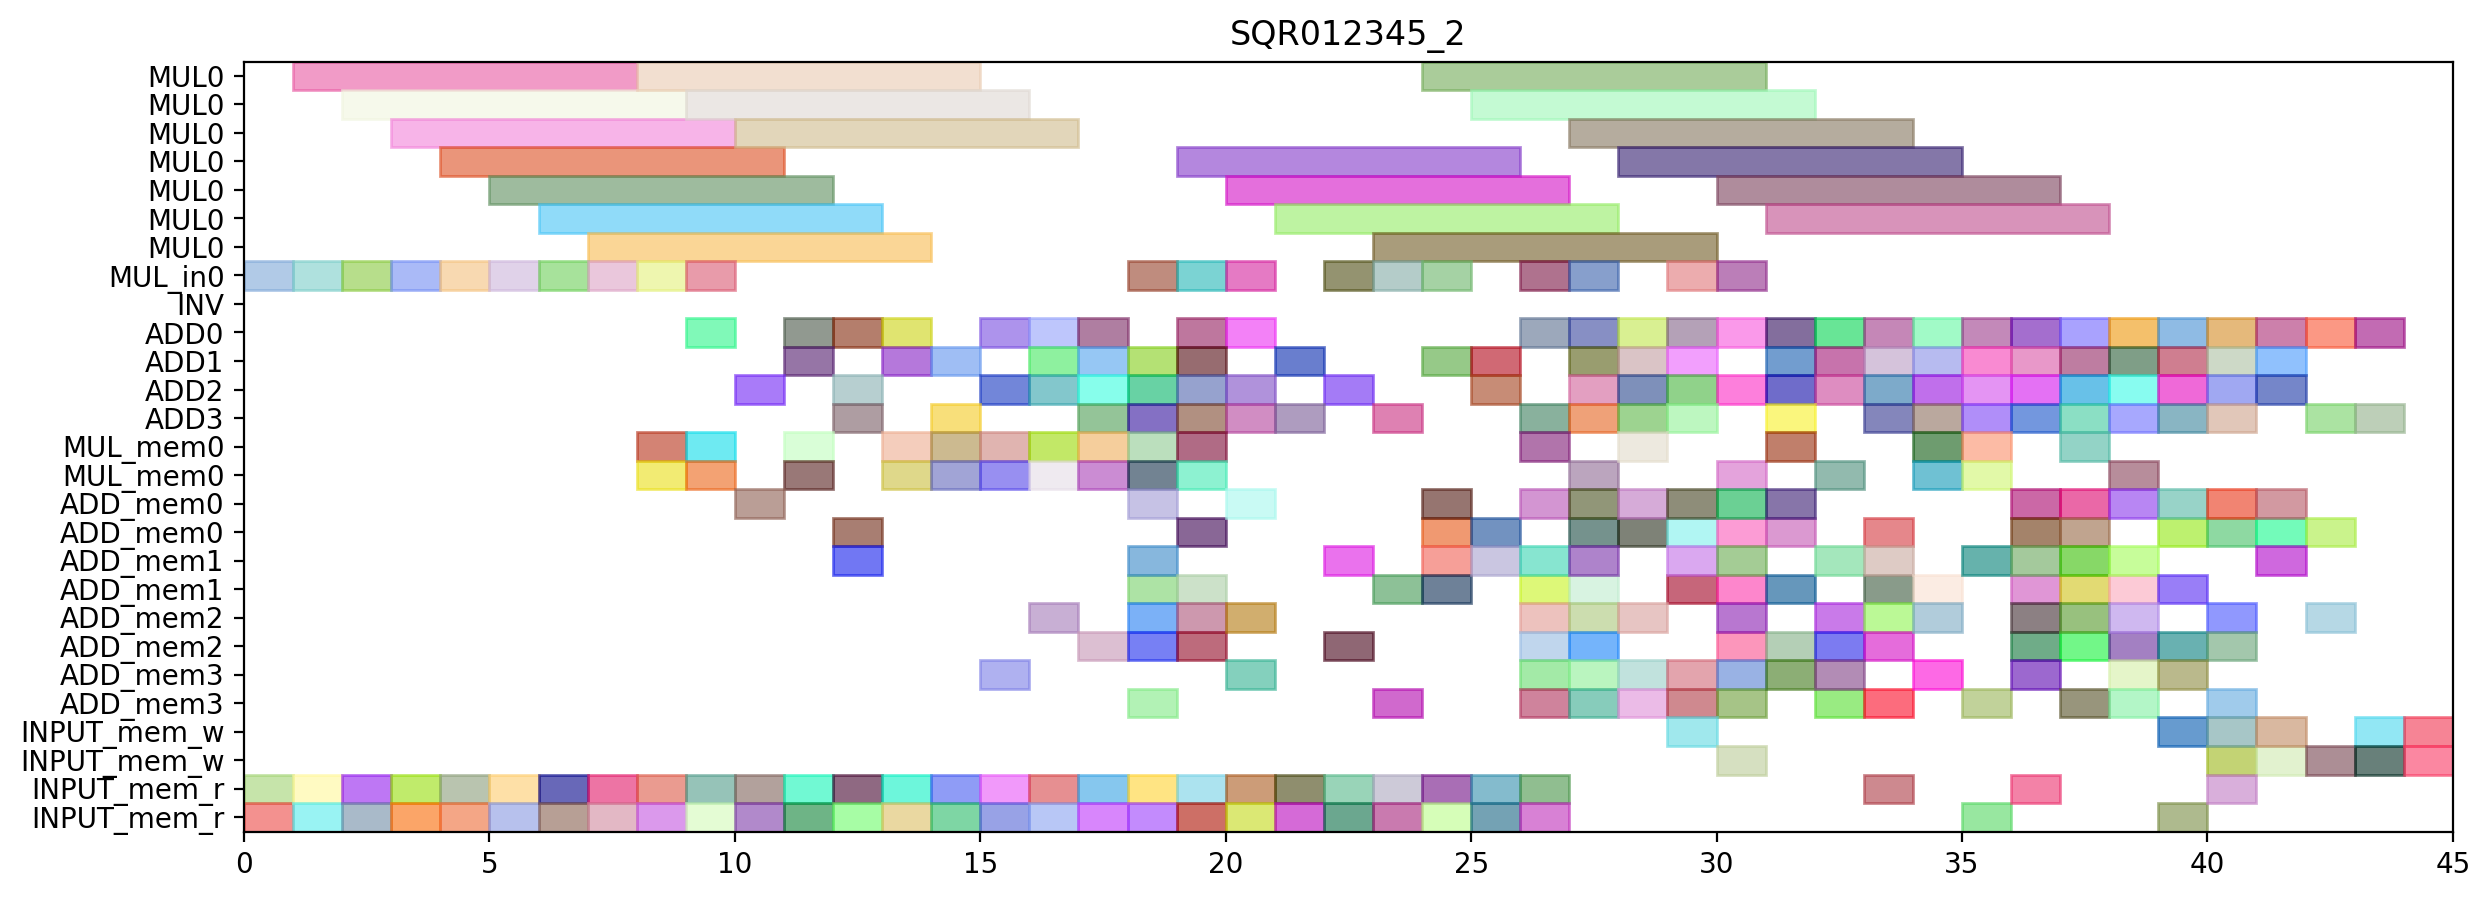 SQR012345_2
MUL0
MUL0
MUL0
MUL0
MUL0
MUL0
MUL0
MUL_in0
INV
ADD0
ADD1
ADD2
ADD3
MUL_mem0
MUL_mem0
ADD_mem0
ADD_mem0
ADD_mem1
ADD_mem1
ADD_mem2
ADD_mem2
ADD_mem3
ADD_mem3
INPUT_mem_w
INPUT_mem_w
INPUT_mem_r
INPUT_mem_r
0 5 10 15 20 25 30 35 40 45